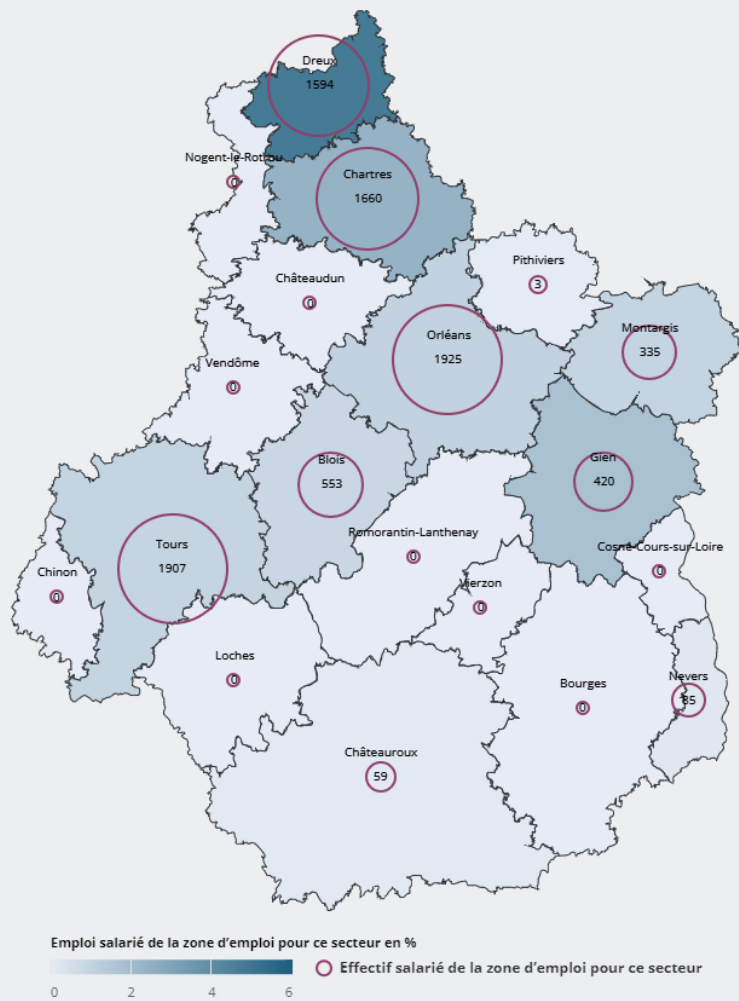 Dreux
1594
Nogent-le-Rotrou
0
Chartres
1660
Pithiviers
3
Châteaudun
0
Orléans
1925
Montargis
335
Vendôme
0
Blois
553
Gien
420
Romorantin-Lanthenay
0
Tours
1907
Cosne-Cours-sur-Loire
0
Chinon
0
Vierzon
0
Loches
0
Nevers
85
Bourges
0
Châteauroux
59
Emploi salarié de la zone d'emploi pour ce secteur en %
Effectif salarié de la zone d'emploi pour ce secteur
0 2 4 6